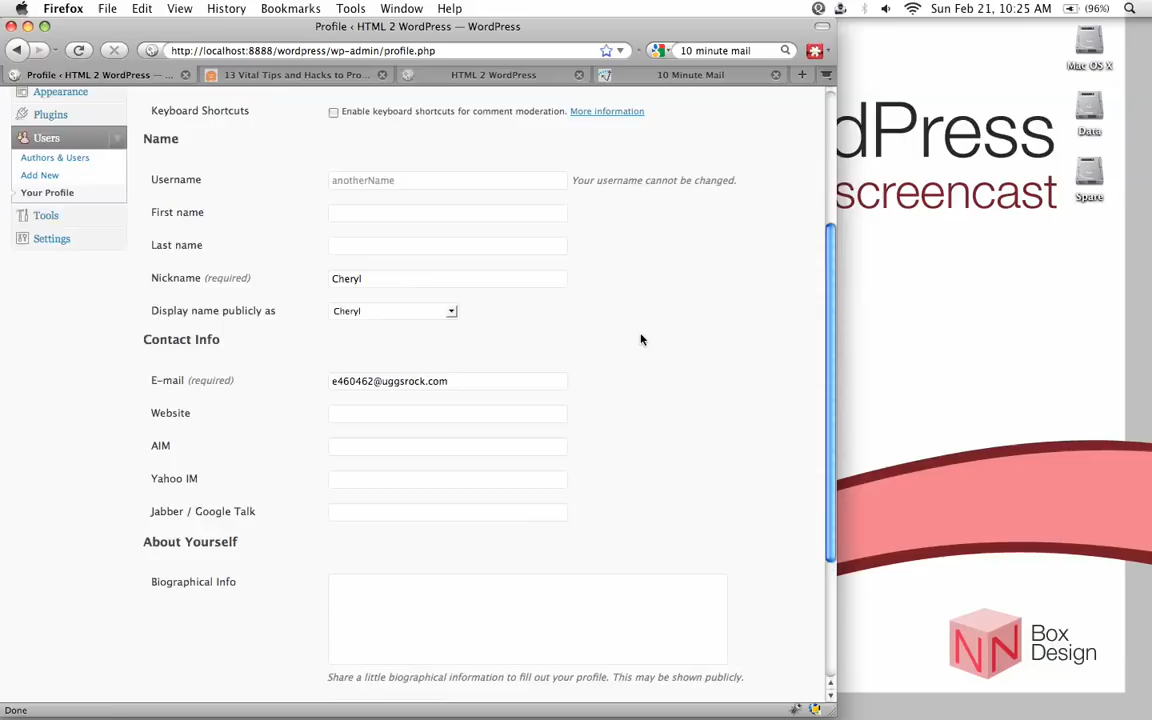 Firefox File Edit View History Bookmarks Tools Window Help Sun Feb 21, 10:25 AM (96%)
Profile ‹ HTML 2 WordPress — WordPress
http://localhost:8888/wordpress/wp-admin/profile.php
10 minute mail
Profile ‹ HTML 2 WordPress — ...
13 Vital Tips and Hacks to Pro...
HTML 2 WordPress
10 Minute Mail
Appearance
Plugins
Users
Authors & Users
Add New
Your Profile
Tools
Settings
Keyboard Shortcuts Enable keyboard shortcuts for comment moderation. More information
Name
Username anotherName Your username cannot be changed.
First name
Last name
Nickname (required) Cheryl
Display name publicly as Cheryl
Contact Info
E-mail (required) e460462@uggsrock.com
Website
AIM
Yahoo IM
Jabber / Google Talk
About Yourself
Biographical Info
Share a little biographical information to fill out your profile. This may be shown publicly.
Done
dPress
screencast
Mac OS X
Data
Spare
NN
Box
Design